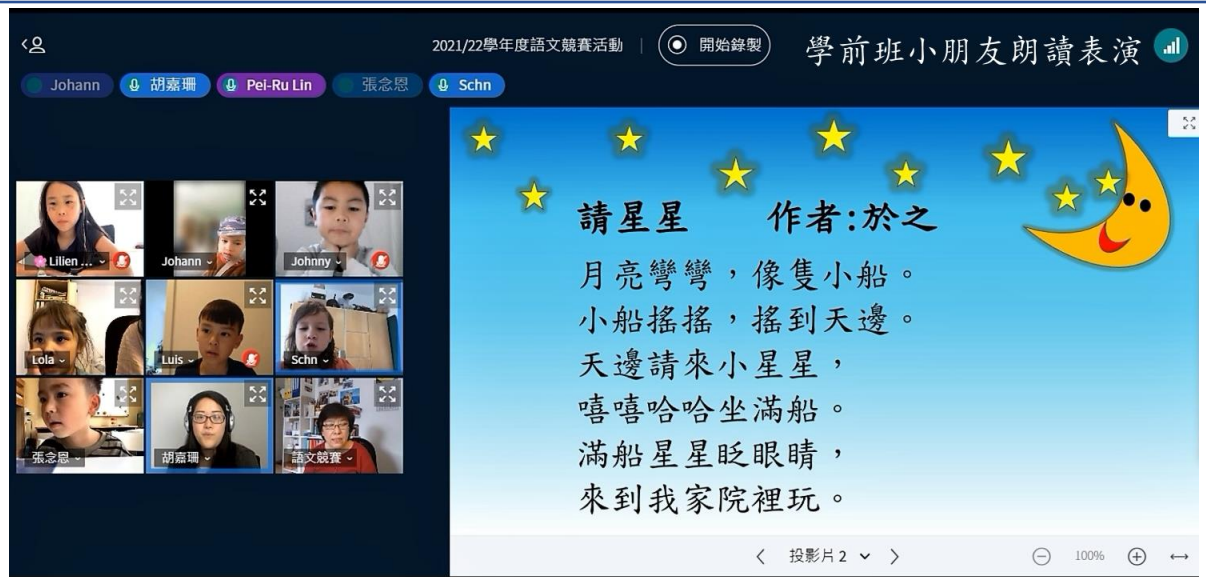 2021/22學年度語文競賽活動
開始錄製
學前班小朋友朗讀表演
Johann
胡嘉珊
Pei-Ru Lin
張念恩
Schn
Lilien ...
Johann
Johnny
Lola
Luis
Schn
張念恩
胡嘉珊
語文競賽
請星星 作者:於之
月亮彎彎，像隻小船。
小船搖搖，搖到天邊。
天邊請來小星星，
嘻嘻哈哈坐滿船。
滿船星星眨眼睛，
來到我家院裡玩。
投影片 2
100%